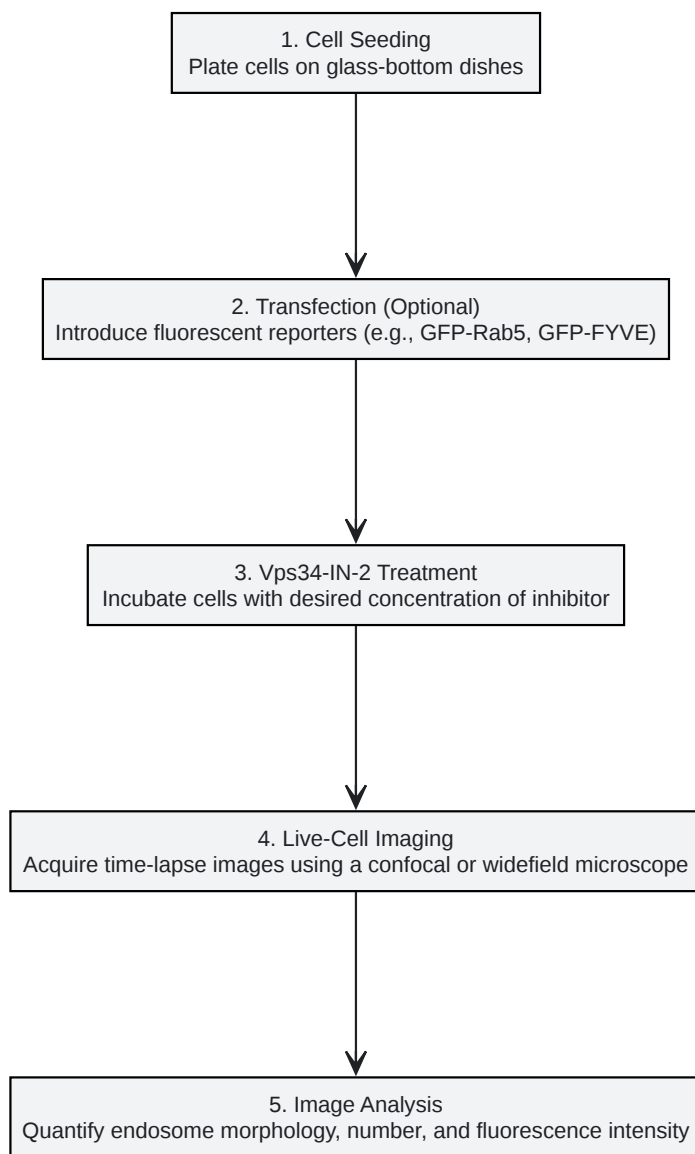 1. Cell Seeding
Plate cells on glass-bottom dishes
2. Transfection (Optional)
Introduce fluorescent reporters (e.g., GFP-Rab5, GFP-FYVE)
3. Vps34-IN-2 Treatment
Incubate cells with desired concentration of inhibitor
4. Live-Cell Imaging
Acquire time-lapse images using a confocal or widefield microscope
5. Image Analysis
Quantify endosome morphology, number, and fluorescence intensity